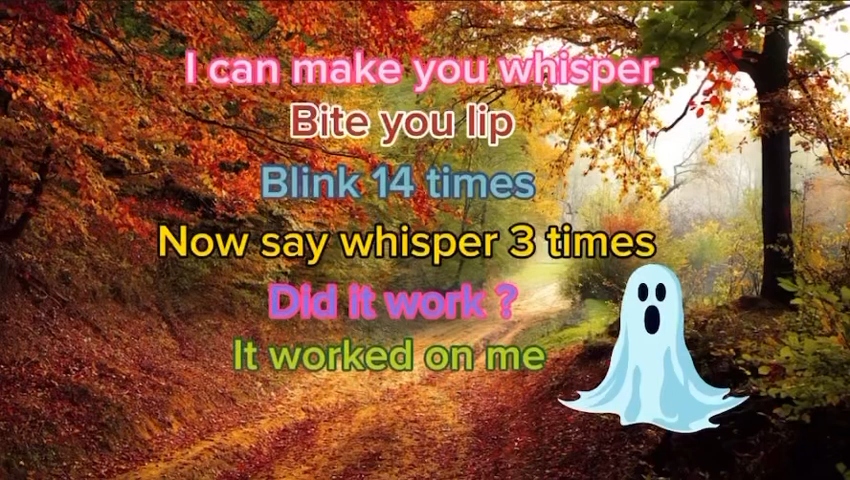 I can make you whisper
Bite you lip
Blink 14 times
Now say whisper 3 times
Did it work ?
It worked on me